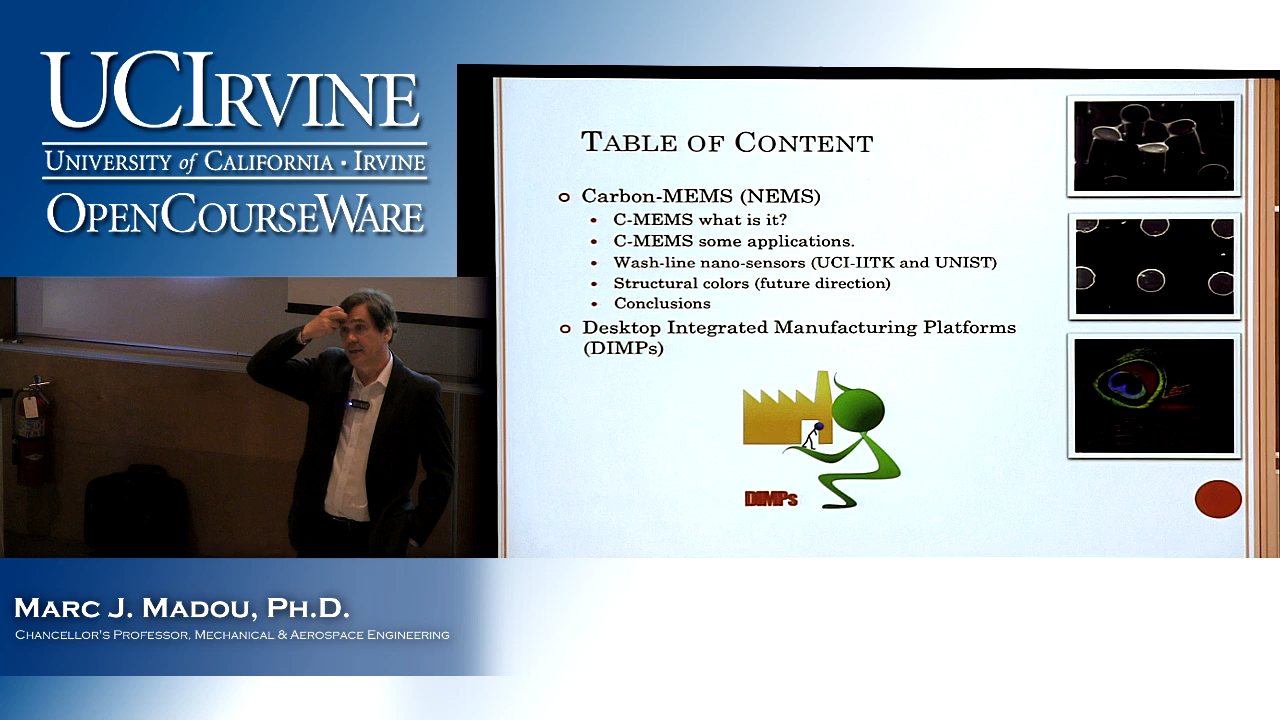 UCIRVINE
UNIVERSITY of CALIFORNIA · IRVINE
OPENCOURSEWARE
TABLE OF CONTENT
Carbon-MEMS (NEMS)
C-MEMS what is it?
C-MEMS some applications.
Wash-line nano-sensors (UCI-IITK and UNIST)
Structural colors (future direction)
Conclusions
Desktop Integrated Manufacturing Platforms
(DIMPs)
DIMPs
MARC J. MADOU, PH.D.
CHANCELLOR'S PROFESSOR, MECHANICAL & AEROSPACE ENGINEERING